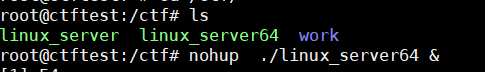 root@ctftest:/ctf# ls
linux_server linux_server64 work
root@ctftest:/ctf# nohup ./linux_server64 &